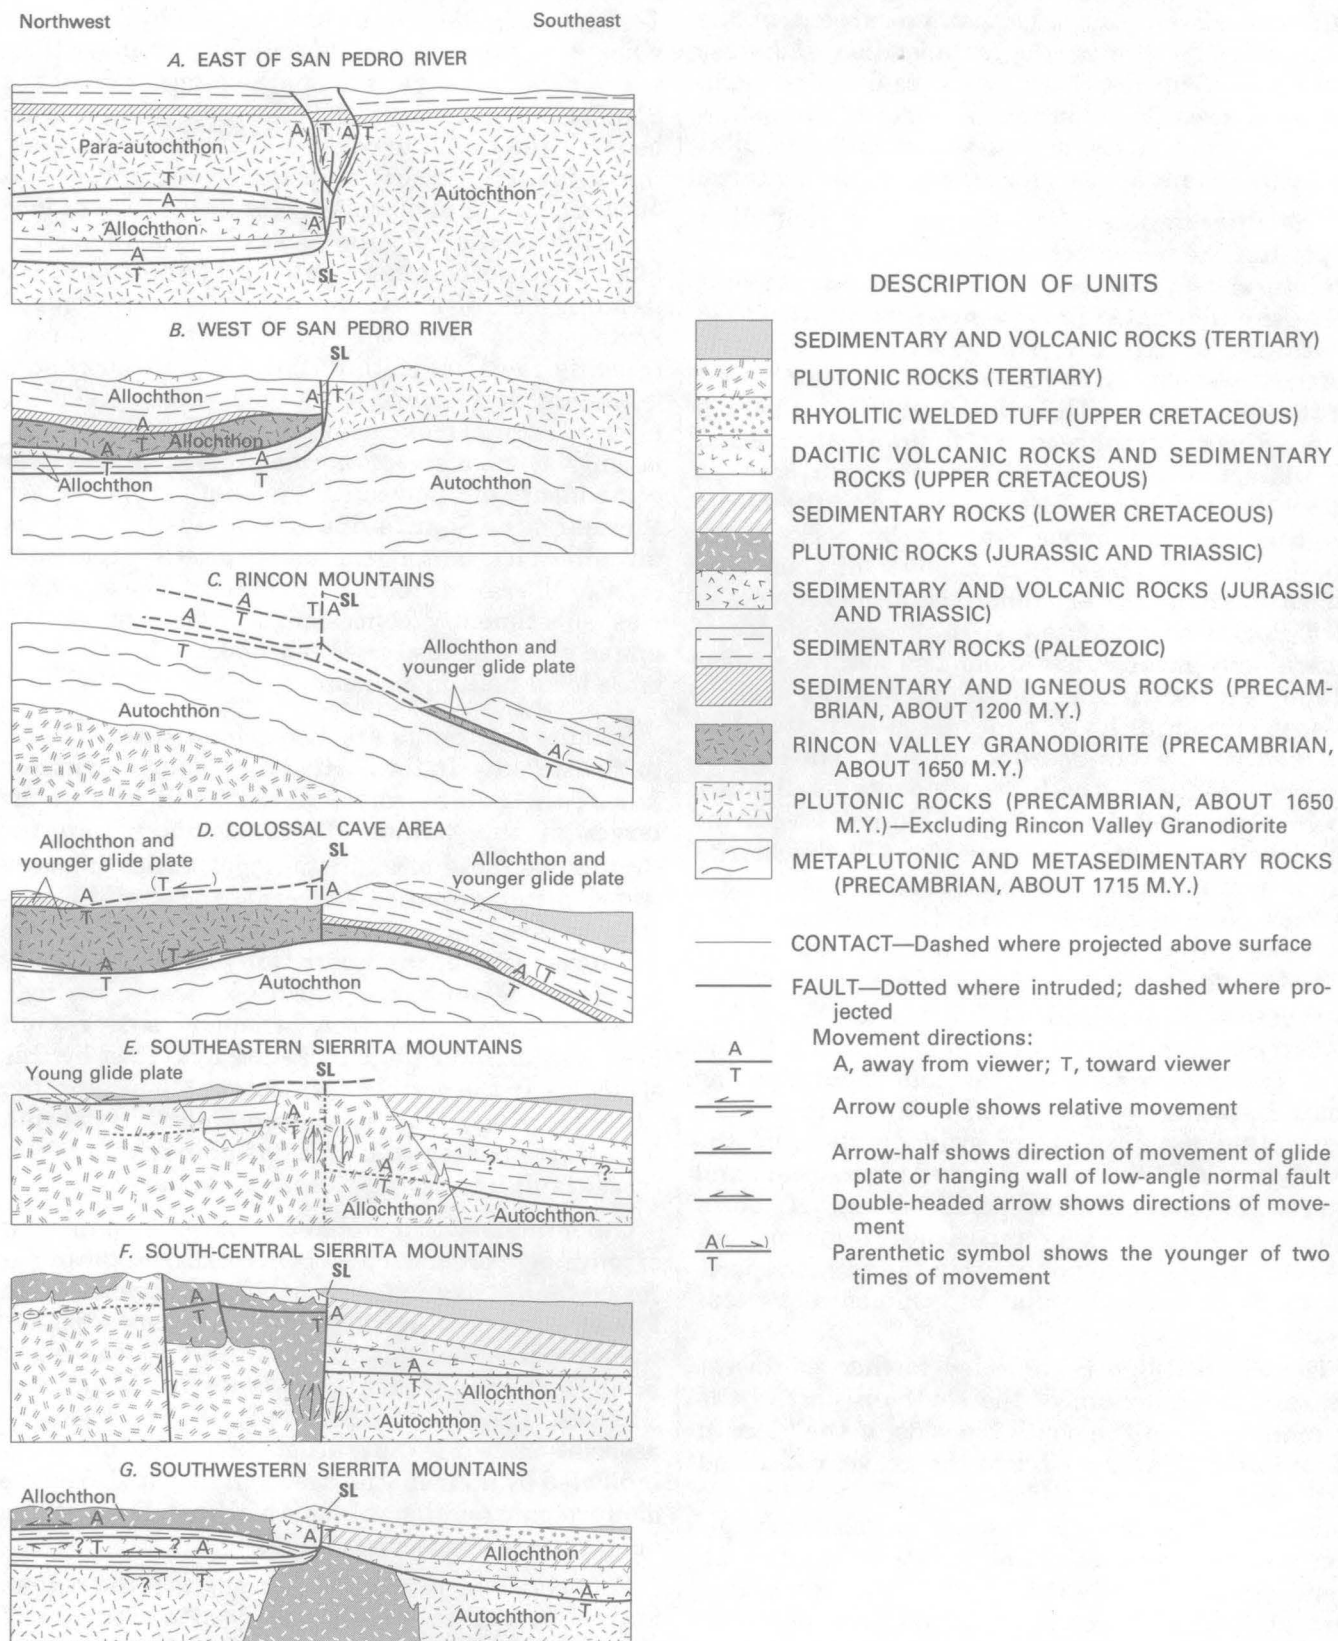 Northwest Southeast
A. EAST OF SAN PEDRO RIVER
A T A T
Para-autochthon
T
A
Autochthon
Allochthon
A T
A
T
SL
B. WEST OF SAN PEDRO RIVER
SL
Allochthon
A T
A
T
Allochthon
A
T
A
T
Allochthon
Autochthon
C. RINCON MOUNTAINS
SL
A
T
T A
A
T
Allochthon and
younger glide plate
Autochthon
A(
T
)
D. COLOSSAL CAVE AREA
Allochthon and
younger glide plate
SL
Allochthon and
younger glide plate
(T )
A
T
T A
(T )
A
T
A (T )
T
Autochthon
E. SOUTHEASTERN SIERRITA MOUNTAINS
Young glide plate
SL
A
T
A
T
?
?
Allochthon
Autochthon
F. SOUTH-CENTRAL SIERRITA MOUNTAINS
SL
A
T
T
A
A
T
Allochthon
Autochthon
G. SOUTHWESTERN SIERRITA MOUNTAINS
Allochthon
SL
?
A
A T
? T ? A
Allochthon
?
T
A
T
Autochthon
DESCRIPTION OF UNITS
SEDIMENTARY AND VOLCANIC ROCKS (TERTIARY)
PLUTONIC ROCKS (TERTIARY)
RHYOLITIC WELDED TUFF (UPPER CRETACEOUS)
DACITIC VOLCANIC ROCKS AND SEDIMENTARY
ROCKS (UPPER CRETACEOUS)
SEDIMENTARY ROCKS (LOWER CRETACEOUS)
PLUTONIC ROCKS (JURASSIC AND TRIASSIC)
SEDIMENTARY AND VOLCANIC ROCKS (JURASSIC
AND TRIASSIC)
SEDIMENTARY ROCKS (PALEOZOIC)
SEDIMENTARY AND IGNEOUS ROCKS (PRECAM-
BRIAN, ABOUT 1200 M.Y.)
RINCON VALLEY GRANODIORITE (PRECAMBRIAN,
ABOUT 1650 M.Y.)
PLUTONIC ROCKS (PRECAMBRIAN, ABOUT 1650
M.Y.)—Excluding Rincon Valley Granodiorite
METAPLUTONIC AND METASEDIMENTARY ROCKS
(PRECAMBRIAN, ABOUT 1715 M.Y.)
CONTACT—Dashed where projected above surface
FAULT—Dotted where intruded; dashed where pro-
jected
Movement directions:
A
T
A, away from viewer; T, toward viewer
Arrow couple shows relative movement
Arrow-half shows direction of movement of glide
plate or hanging wall of low-angle normal fault
Double-headed arrow shows directions of move-
ment
A( )
T
Parenthetic symbol shows the younger of two
times of movement